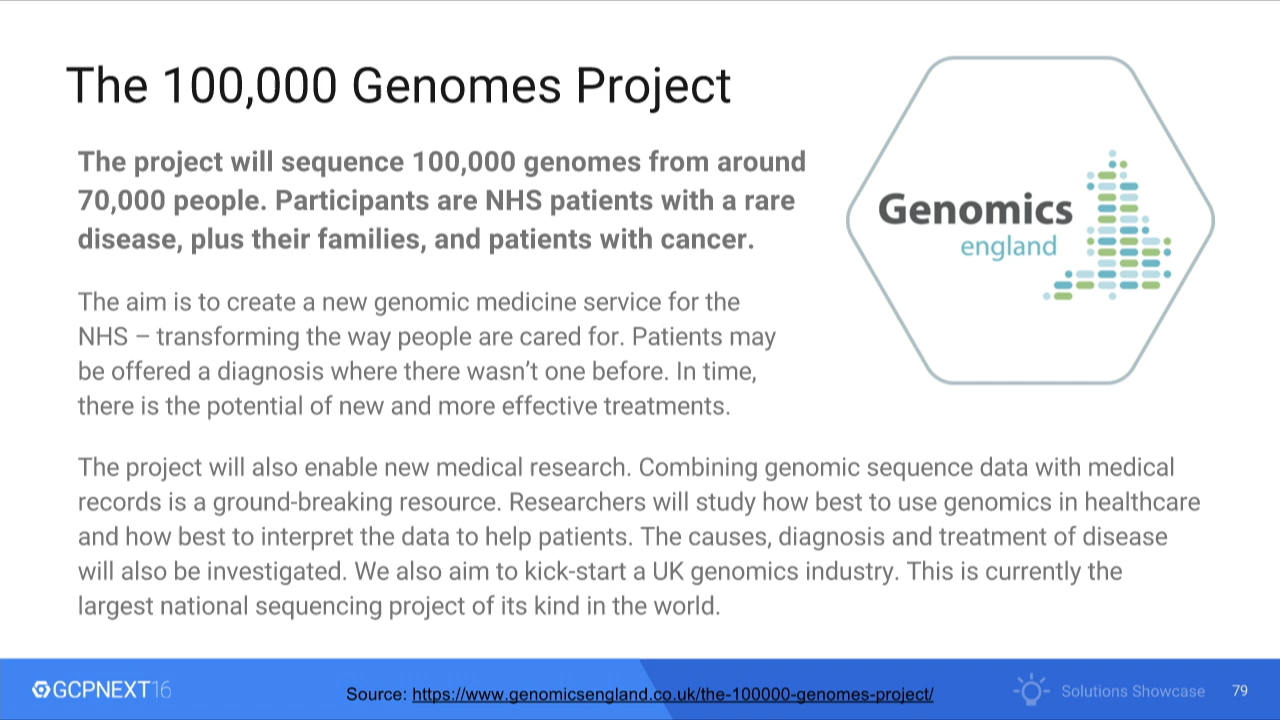 The 100,000 Genomes Project
The project will sequence 100,000 genomes from around
70,000 people. Participants are NHS patients with a rare
disease, plus their families, and patients with cancer.
Genomics
england
The aim is to create a new genomic medicine service for the
NHS – transforming the way people are cared for. Patients may
be offered a diagnosis where there wasn't one before. In time,
there is the potential of new and more effective treatments.
The project will also enable new medical research. Combining genomic sequence data with medical
records is a ground-breaking resource. Researchers will study how best to use genomics in healthcare
and how best to interpret the data to help patients. The causes, diagnosis and treatment of disease
will also be investigated. We also aim to kick-start a UK genomics industry. This is currently the
largest national sequencing project of its kind in the world.
GCPNEXT16
Source: https://www.genomicsengland.co.uk/the-100000-genomes-project/
Solutions Showcase
79